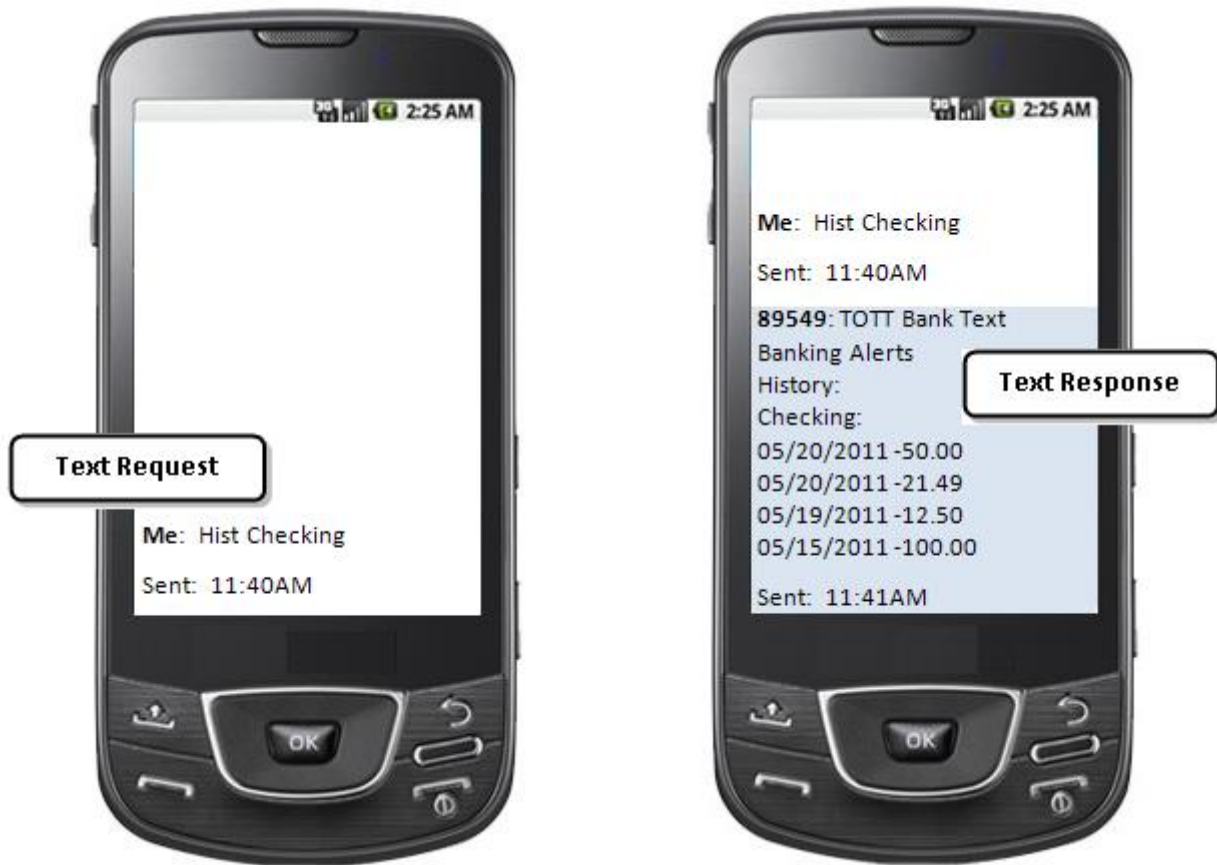 2:25 AM
Text Request
Me: Hist Checking
Sent: 11:40AM
OK
2:25 AM
Me: Hist Checking
Sent: 11:40AM
89549: TOTT Bank Text
Banking Alerts
History:
Checking:
05/20/2011 -50.00
05/20/2011 -21.49
05/19/2011 -12.50
05/15/2011 -100.00
Sent: 11:41AM
Text Response
OK